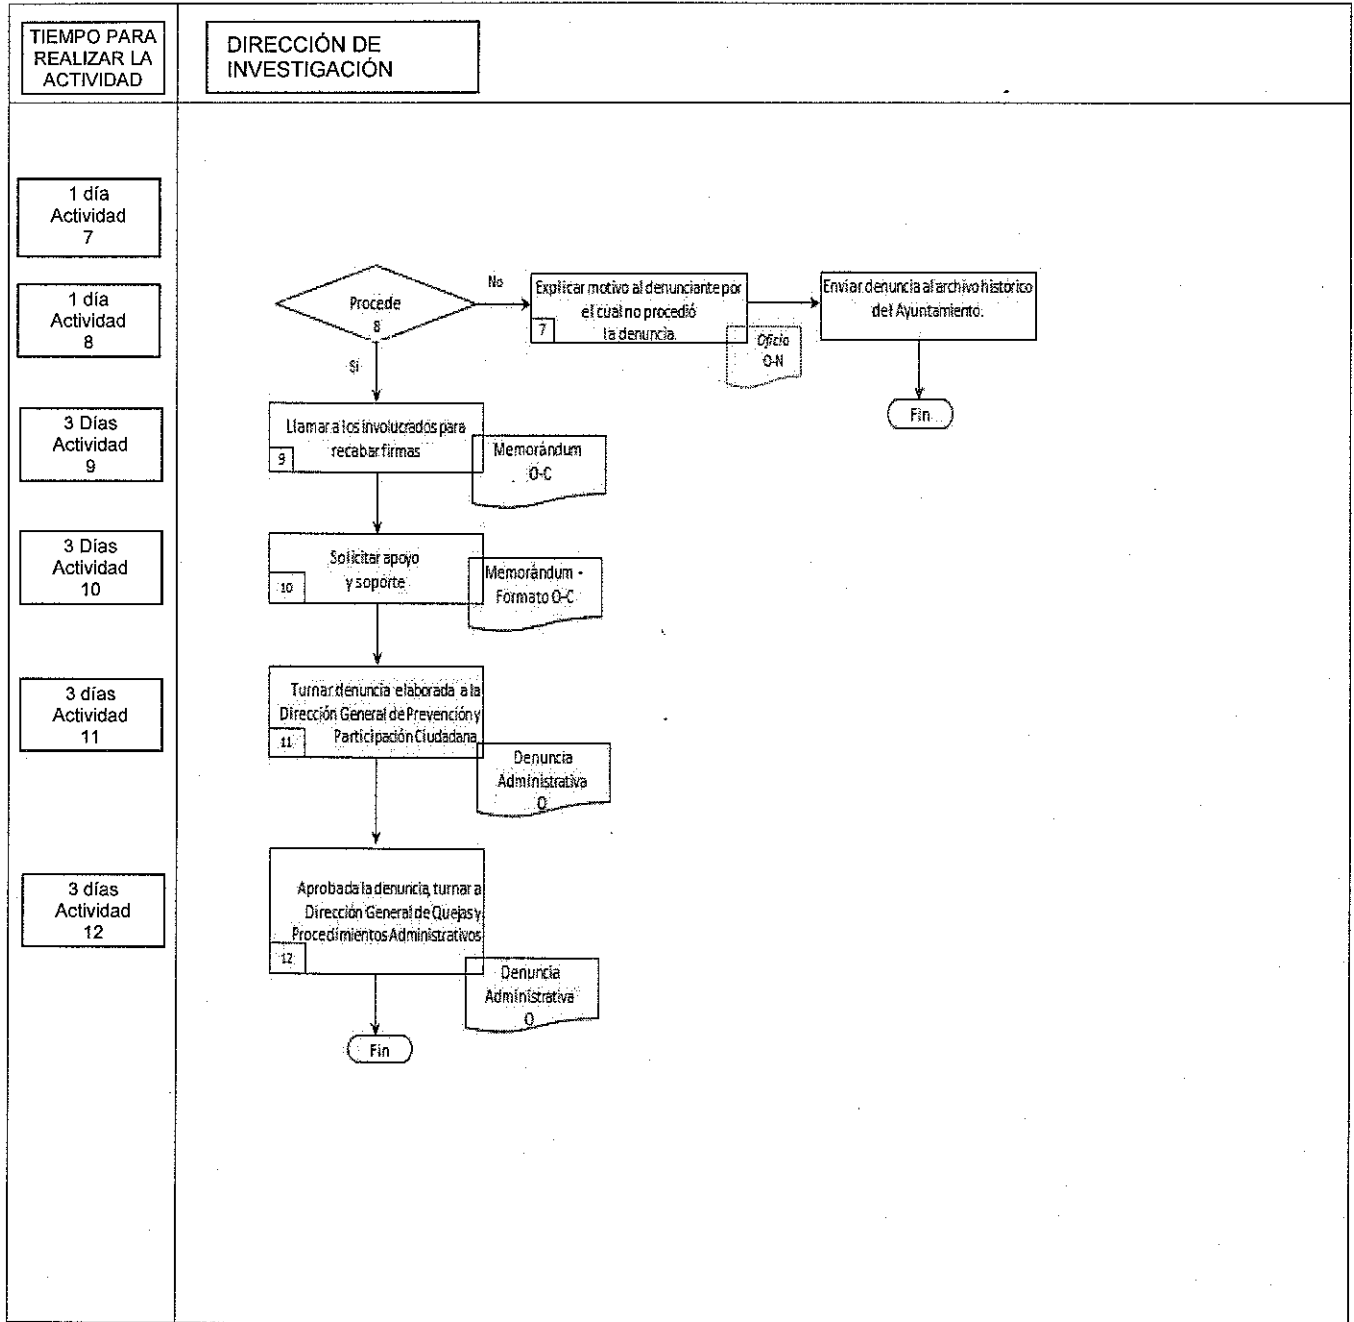 TIEMPO PARA
REALIZAR LA
ACTIVIDAD
DIRECCIÓN DE
INVESTIGACIÓN
1 día
Actividad
7
1 día
Actividad
8
Procede
8
No
Explicar motivo al denunciante por
el cual no procedió
la denuncia.
7
Oficio
O-N
Enviar denuncia al archivo historico
del Ayuntamiento.
Fin
Si
3 Días
Actividad
9
Llamar a los involucrados para
recabar firmas
9
Memorándum
O-C
3 Días
Actividad
10
Solicitar apoyo
y soporte
10
Memorándum -
Formato O-C
3 días
Actividad
11
Turnar denuncia elaborada a la
Dirección General de Prevención y
Participación Ciudadana
11
Denuncia
Administrativa
O
3 días
Actividad
12
Aprobada la denuncia, turnar a
Dirección General de Quejas y
Procedimientos Administrativos
12
Denuncia
Administrativa
O
Fin